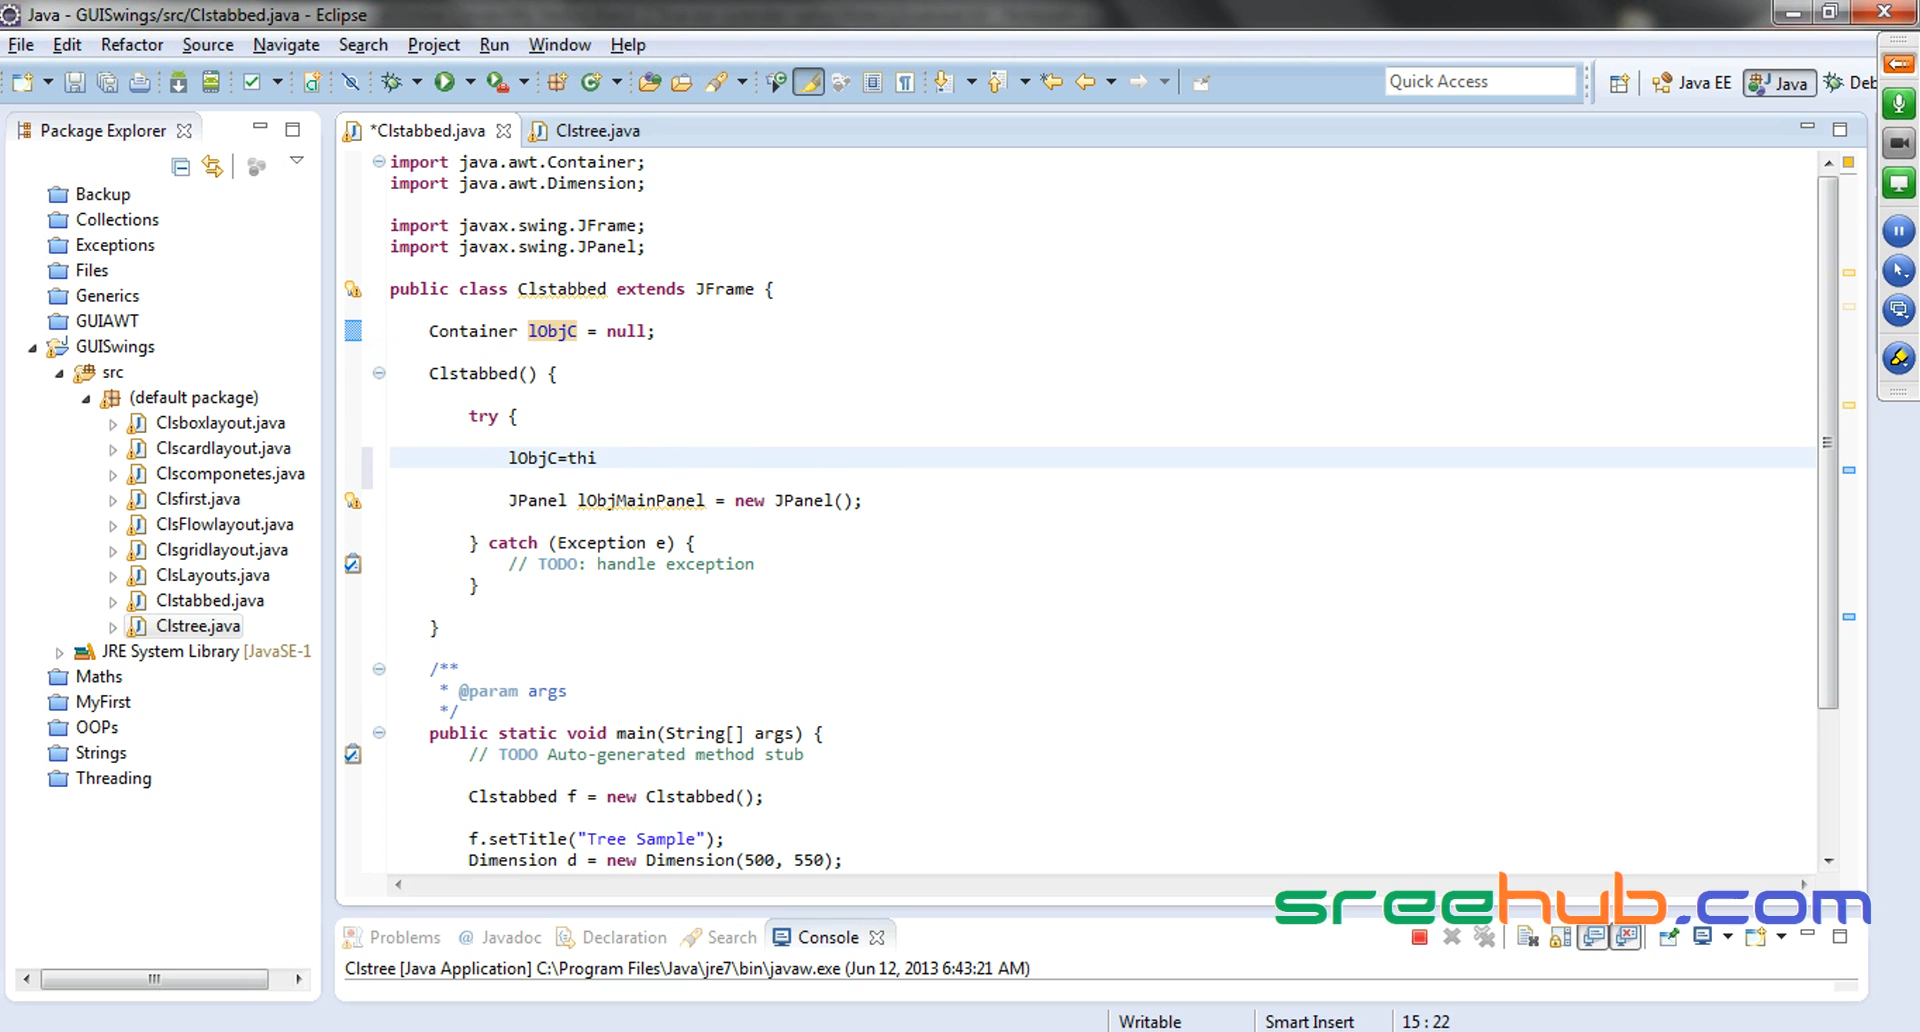 Java - GUISwings/src/Clstabbed.java - Eclipse
File Edit Refactor Source Navigate Search Project Run Window Help
Quick Access
Java EE
Java
Deb
Package Explorer
Backup
Collections
Exceptions
Files
Generics
GUIAWT
GUISwings
src
(default package)
Clsboxlayout.java
Clscardlayout.java
Clscomponetes.java
Clsfirst.java
ClsFlowlayout.java
Clsgridlayout.java
ClsLayouts.java
Clstabbed.java
Clstree.java
JRE System Library [JavaSE-1
Maths
MyFirst
OOPs
Strings
Threading
*Clstabbed.java
Clstree.java
import java.awt.Container;
import java.awt.Dimension;
import javax.swing.JFrame;
import javax.swing.JPanel;
public class Clstabbed extends JFrame {
Container lObjC = null;
Clstabbed() {
try {
lObjC=thi
JPanel lObjMainPanel = new JPanel();
} catch (Exception e) {
// TODO: handle exception
}
}
/**
* @param args
*/
public static void main(String[] args) {
// TODO Auto-generated method stub
Clstabbed f = new Clstabbed();
f.setTitle("Tree Sample");
Dimension d = new Dimension(500, 550);
sreehub.com
Problems @ Javadoc Declaration Search Console
Clstree [Java Application] C:\Program Files\Java\jre7\bin\javaw.exe (Jun 12, 2013 6:43:21 AM)
Writable
Smart Insert
15 : 22